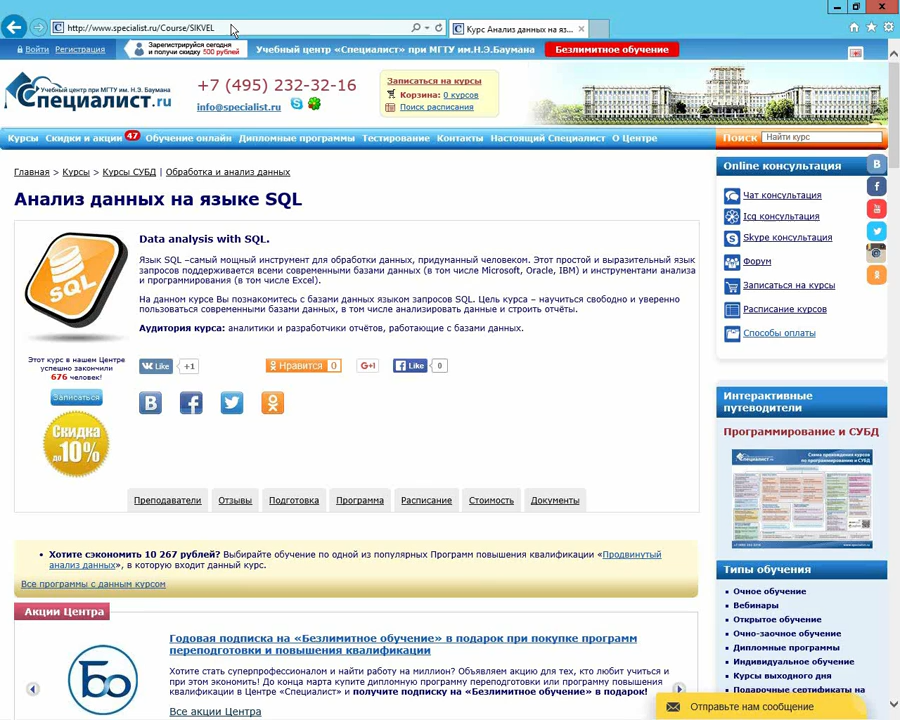 http://www.specialist.ru/Course/SIKVEL
Курс Анализ данных на яз...
Войти Регистрация
Зарегистрируйся сегодня
и получи скидку 500 рублей
Учебный центр «Специалист» при МГТУ им.Н.Э.Баумана
Безлимитное обучение
Учебный центр при МГТУ им. Н.Э. Баумана
Специалист.ru
+7 (495) 232-32-16
info@specialist.ru
Записаться на курсы
Корзина: 0 курсов
Поиск расписания
Курсы Скидки и акции 47 Обучение онлайн Дипломные программы Тестирование Контакты Настоящий Специалист О Центре
Поиск Найти курс
Главная > Курсы > Курсы СУБД | Обработка и анализ данных
Анализ данных на языке SQL
SQL
Data analysis with SQL.
Язык SQL –самый мощный инструмент для обработки данных, придуманный человеком. Этот простой и выразительный язык
запросов поддерживается всеми современными базами данных (в том числе Microsoft, Oracle, IBM) и инструментами анализа
и программирования (в том числе Excel).
На данном курсе Вы познакомитесь с базами данных языком запросов SQL. Цель курса – научиться свободно и уверенно
пользоваться современными базами данных, в том числе анализировать данные и строить отчёты.
Аудитория курса: аналитики и разработчики отчётов, работающие с базами данных.
Этот курс в нашем Центре
успешно закончили
676 человек!
Записаться
Скидка
до 10%
Like +1
Нравится 0
G+1
Like 0
Преподаватели Отзывы Подготовка Программа Расписание Стоимость Документы
Хотите сэкономить 10 267 рублей? Выбирайте обучение по одной из популярных Программ повышения квалификации «Продвинутый
анализ данных», в которую входит данный курс.
Все программы с данным курсом
Акции Центра
Бо
Годовая подписка на «Безлимитное обучение» в подарок при покупке программ
переподготовки и повышения квалификации
Хотите стать суперпрофессионалом и найти работу на миллион? Объявляем акцию для тех, кто любит учиться и
при этом экономить! До конца марта купите дипломную программу переподготовки или программу повышения
квалификации в Центре «Специалист» и получите подписку на «Безлимитное обучение» в подарок!
Все акции Центра
Online консультация
Чат консультация
Icq консультация
Skype консультация
Форум
Записаться на курсы
Расписание курсов
Способы оплаты
Интерактивные
путеводители
Программирование и СУБД
Типы обучения
Очное обучение
Вебинары
Открытое обучение
Очно-заочное обучение
Дипломные программы
Индивидуальное обучение
Курсы выходного дня
Подарочные сертификаты на
Отправьте нам сообщение